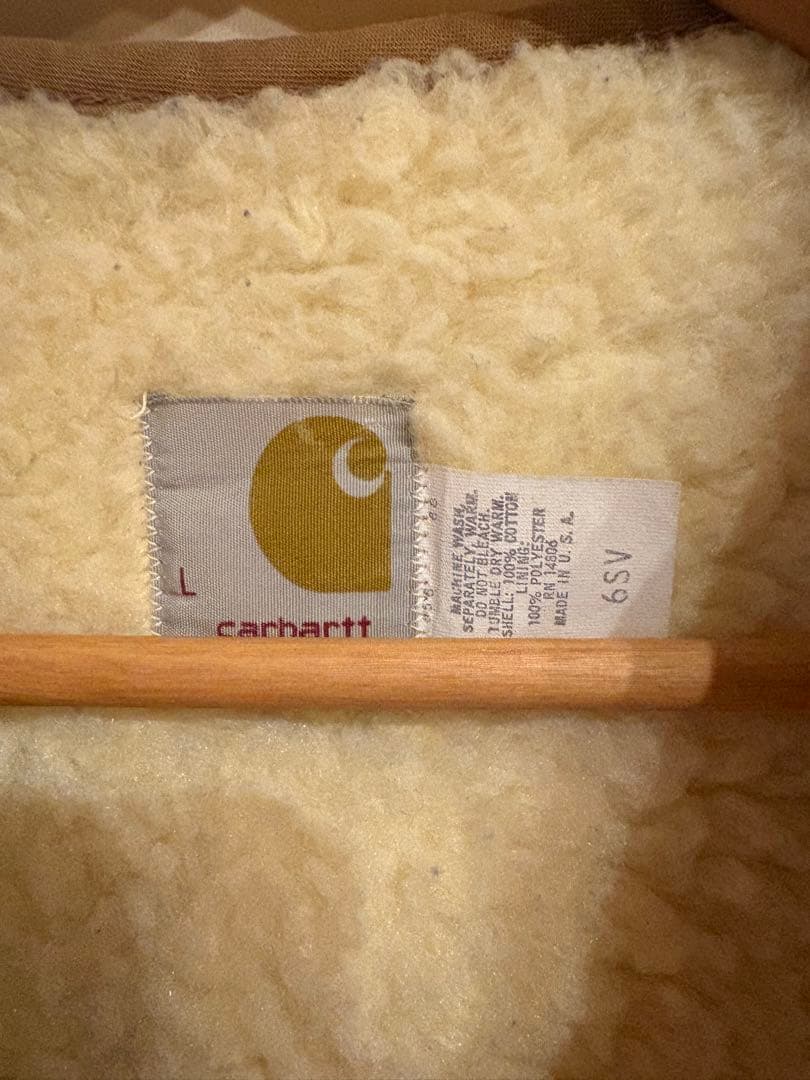 L
carhartt
MACHINE WASH,
SEPARATELY, WARM.
DO NOT BLEACH.
TUMBLE DRY WARM.
SHELL: 100% COTTON
LINING:
100% POLYESTER
RN 14806
MADE IN U. S. A.
6SV